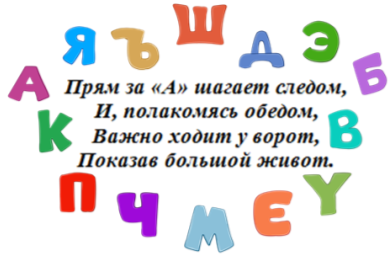 Я Ъ Ш Д Э
А Б
Прям за «А» шагает следом,
И, полакомясь обедом,
Важно ходит у ворот,
Показав большой живот.
К В
П Ч М Е У